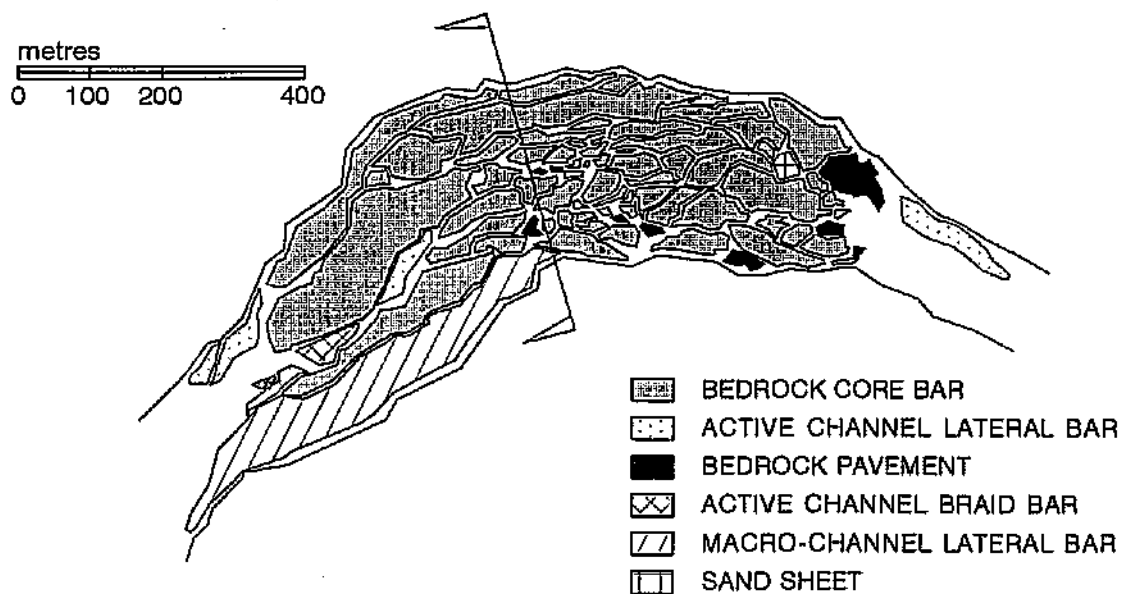 metres
0 100 200 400
BEDROCK CORE BAR
ACTIVE CHANNEL LATERAL BAR
BEDROCK PAVEMENT
ACTIVE CHANNEL BRAID BAR
MACRO-CHANNEL LATERAL BAR
SAND SHEET